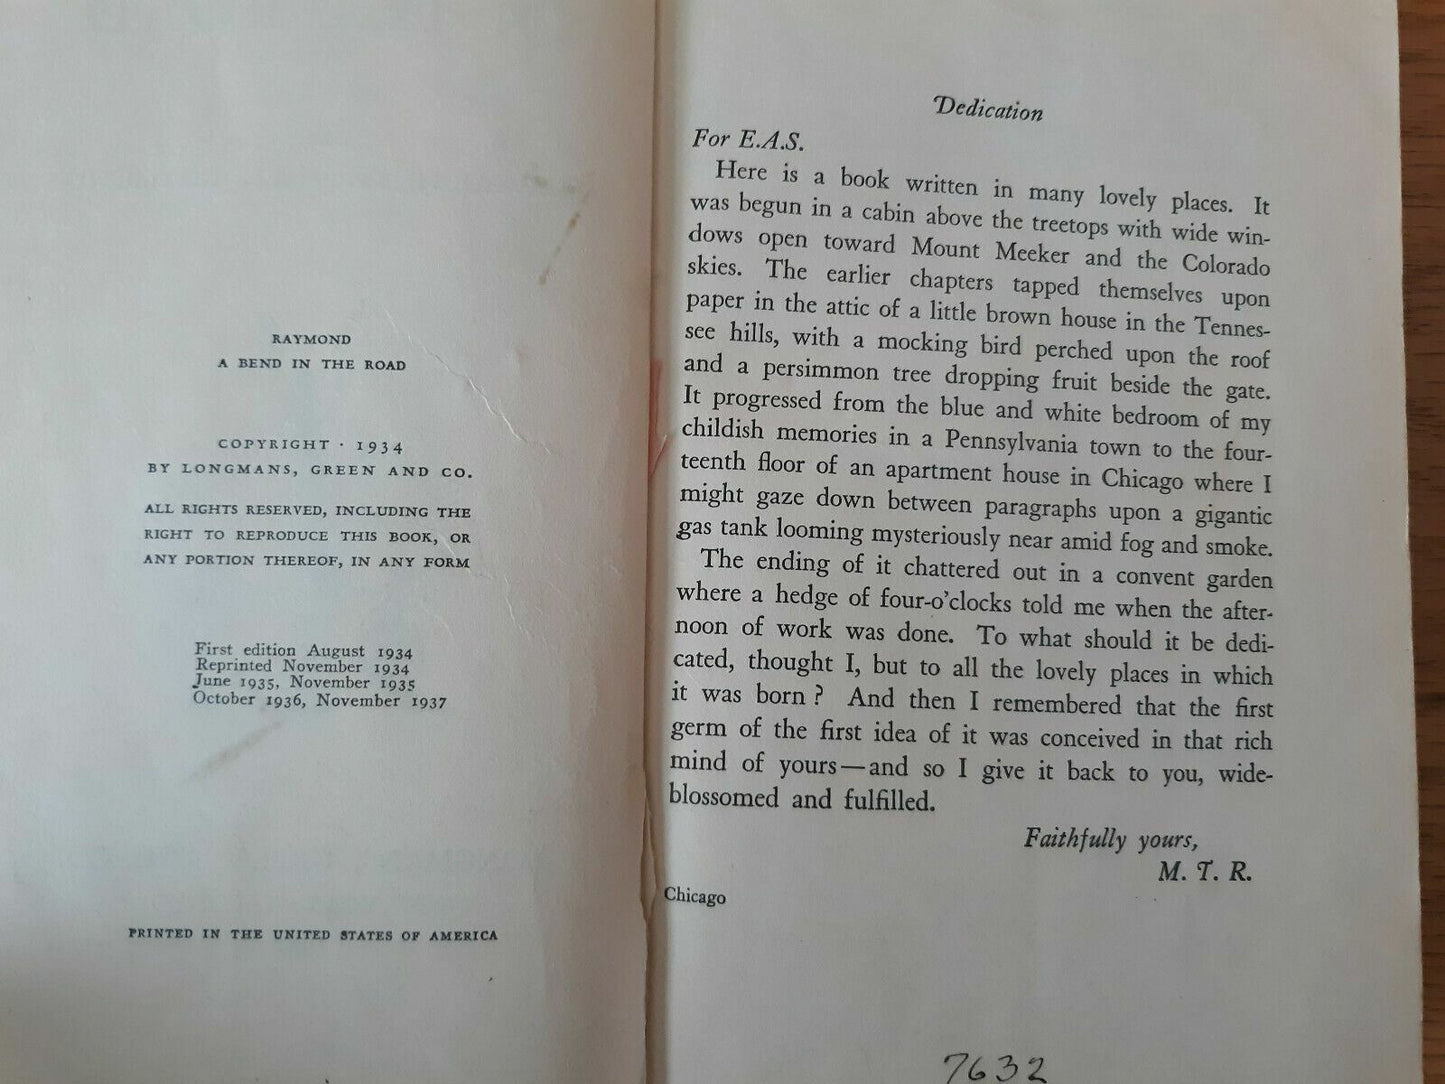 RAYMOND
A BEND IN THE ROAD
COPYRIGHT · 1934
BY LONGMANS, GREEN AND CO.
ALL RIGHTS RESERVED, INCLUDING THE
RIGHT TO REPRODUCE THIS BOOK, OR
ANY PORTION THEREOF, IN ANY FORM
First edition August 1934
Reprinted November 1934
June 1935, November 1935
October 1936, November 1937
PRINTED IN THE UNITED STATES OF AMERICA
Dedication
For E.A.S.
Here is a book written in many lovely places. It
was begun in a cabin above the treetops with wide win-
dows open toward Mount Meeker and the Colorado
skies. The earlier chapters tapped themselves upon
paper in the attic of a little brown house in the Tennes-
see hills, with a mocking bird perched upon the roof
and a persimmon tree dropping fruit beside the gate.
It progressed from the blue and white bedroom of my
childish memories in a Pennsylvania town to the four-
teenth floor of an apartment house in Chicago where I
might gaze down between paragraphs upon a gigantic
gas tank looming mysteriously near amid fog and smoke.
The ending of it chattered out in a convent garden
where a hedge of four-o'clocks told me when the after-
noon of work was done. To what should it be dedi-
cated, thought I, but to all the lovely places in which
it was born? And then I remembered that the first
germ of the first idea of it was conceived in that rich
mind of yours—and so I give it back to you, wide-
blossomed and fulfilled.
Faithfully yours,
M. T. R.
Chicago
7632